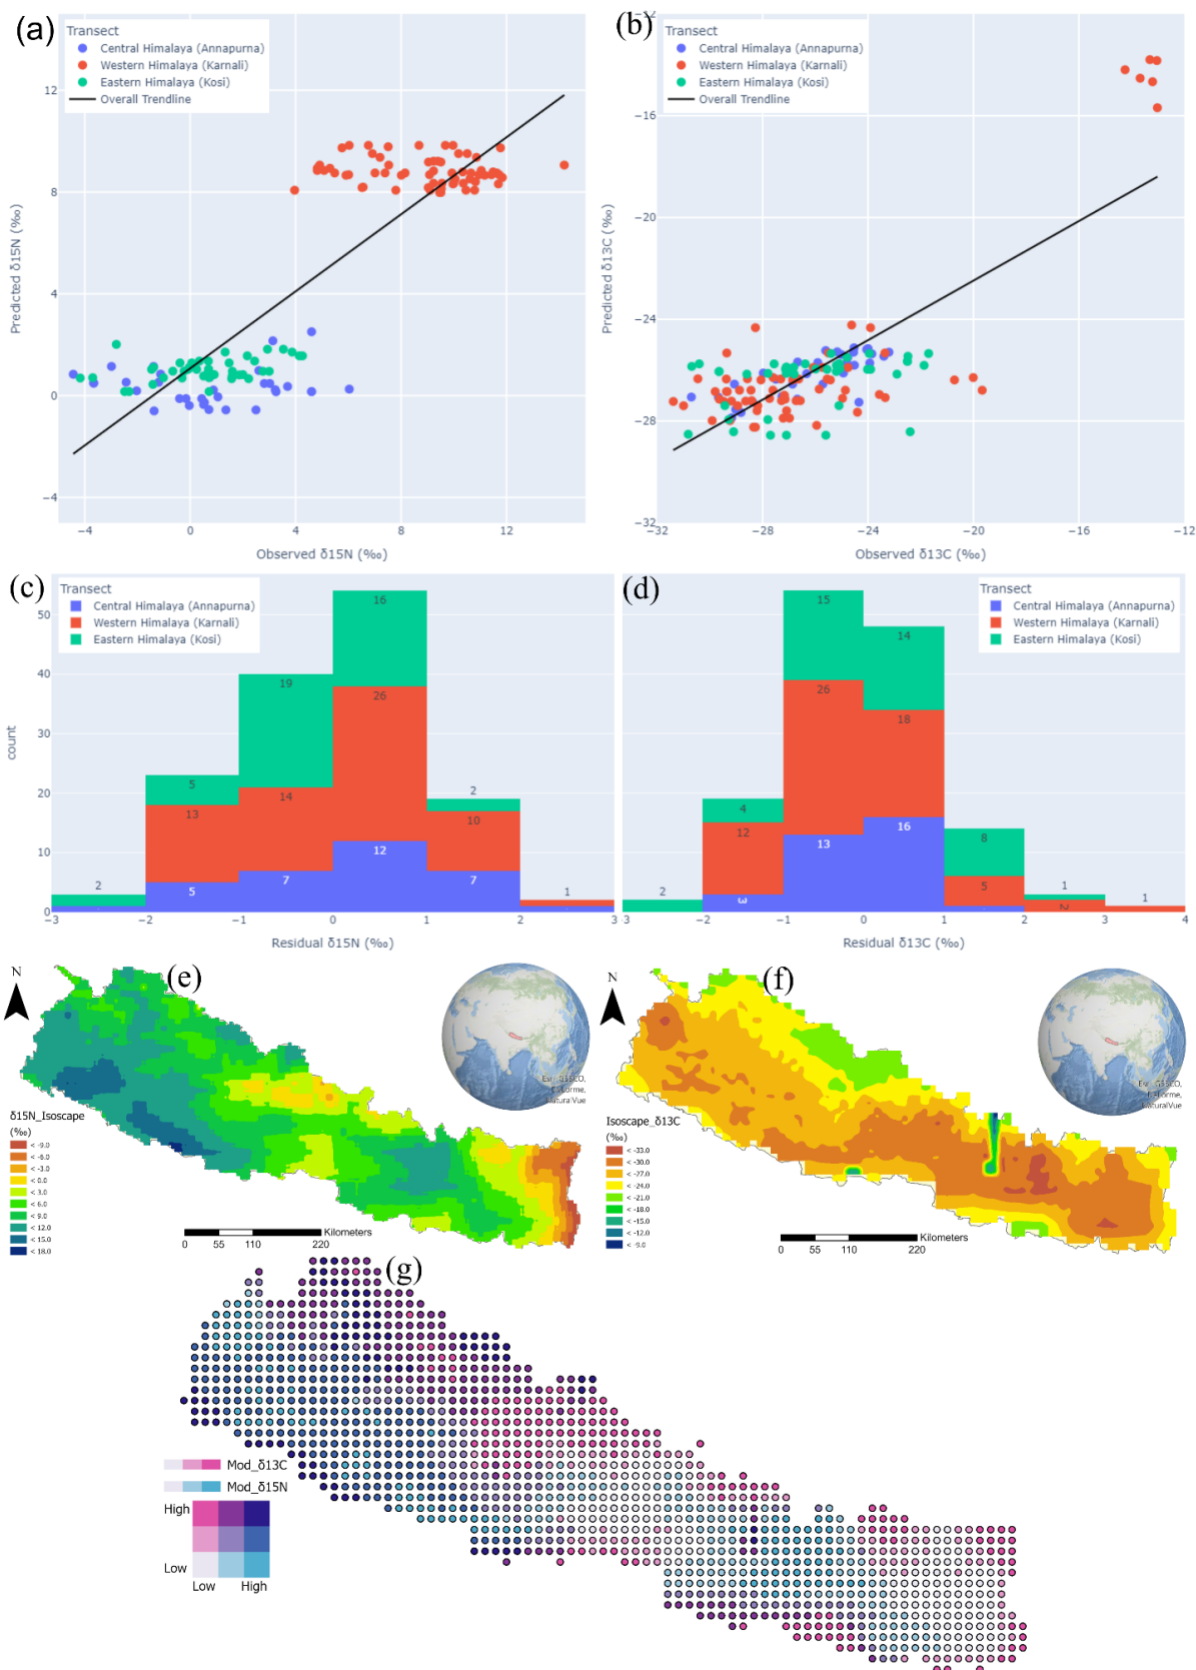 (a)
Transect
Central Himalaya (Annapurna)
Western Himalaya (Karnali)
Eastern Himalaya (Kosi)
Overall Trendline
12
8
4
0
−4
Predicted δ15N (‰)
−4 0 4 8 12
Observed δ15N (‰)
(b)
Transect
Central Himalaya (Annapurna)
Western Himalaya (Karnali)
Eastern Himalaya (Kosi)
Overall Trendline
−12
−16
−20
−24
−28
−32
Predicted δ13C (‰)
−28 −24 −20 −16 −12
Observed δ13C (‰)
(c)
Transect
Central Himalaya (Annapurna)
Western Himalaya (Karnali)
Eastern Himalaya (Kosi)
50
40
30
20
10
0
count
2
5
13
5
19
14
7
16
26
12
2
10
7
1
−3 −2 −1 0 1 2 3
Residual δ15N (‰)
(d)
Transect
Central Himalaya (Annapurna)
Western Himalaya (Karnali)
Eastern Himalaya (Kosi)
2
4
12
3
15
26
13
14
18
16
8
5
1
2
1
−3 −2 −1 0 1 2 3 4
Residual δ13C (‰)
N
(e)
δ15N_Isoscape
(‰)
< -9.0
< -6.0
< -3.0
< 0.0
< 3.0
< 6.0
< 9.0
< 12.0
< 15.0
< 18.0
Kilometers
0 55 110 220
N
(f)
Isoscape_δ13C
(‰)
< -33.0
< -30.0
< -27.0
< -24.0
< -21.0
< -18.0
< -15.0
< -12.0
< -9.0
Kilometers
0 55 110 220
(g)
Mod_δ13C
Mod_δ15N
High
Low
Low High